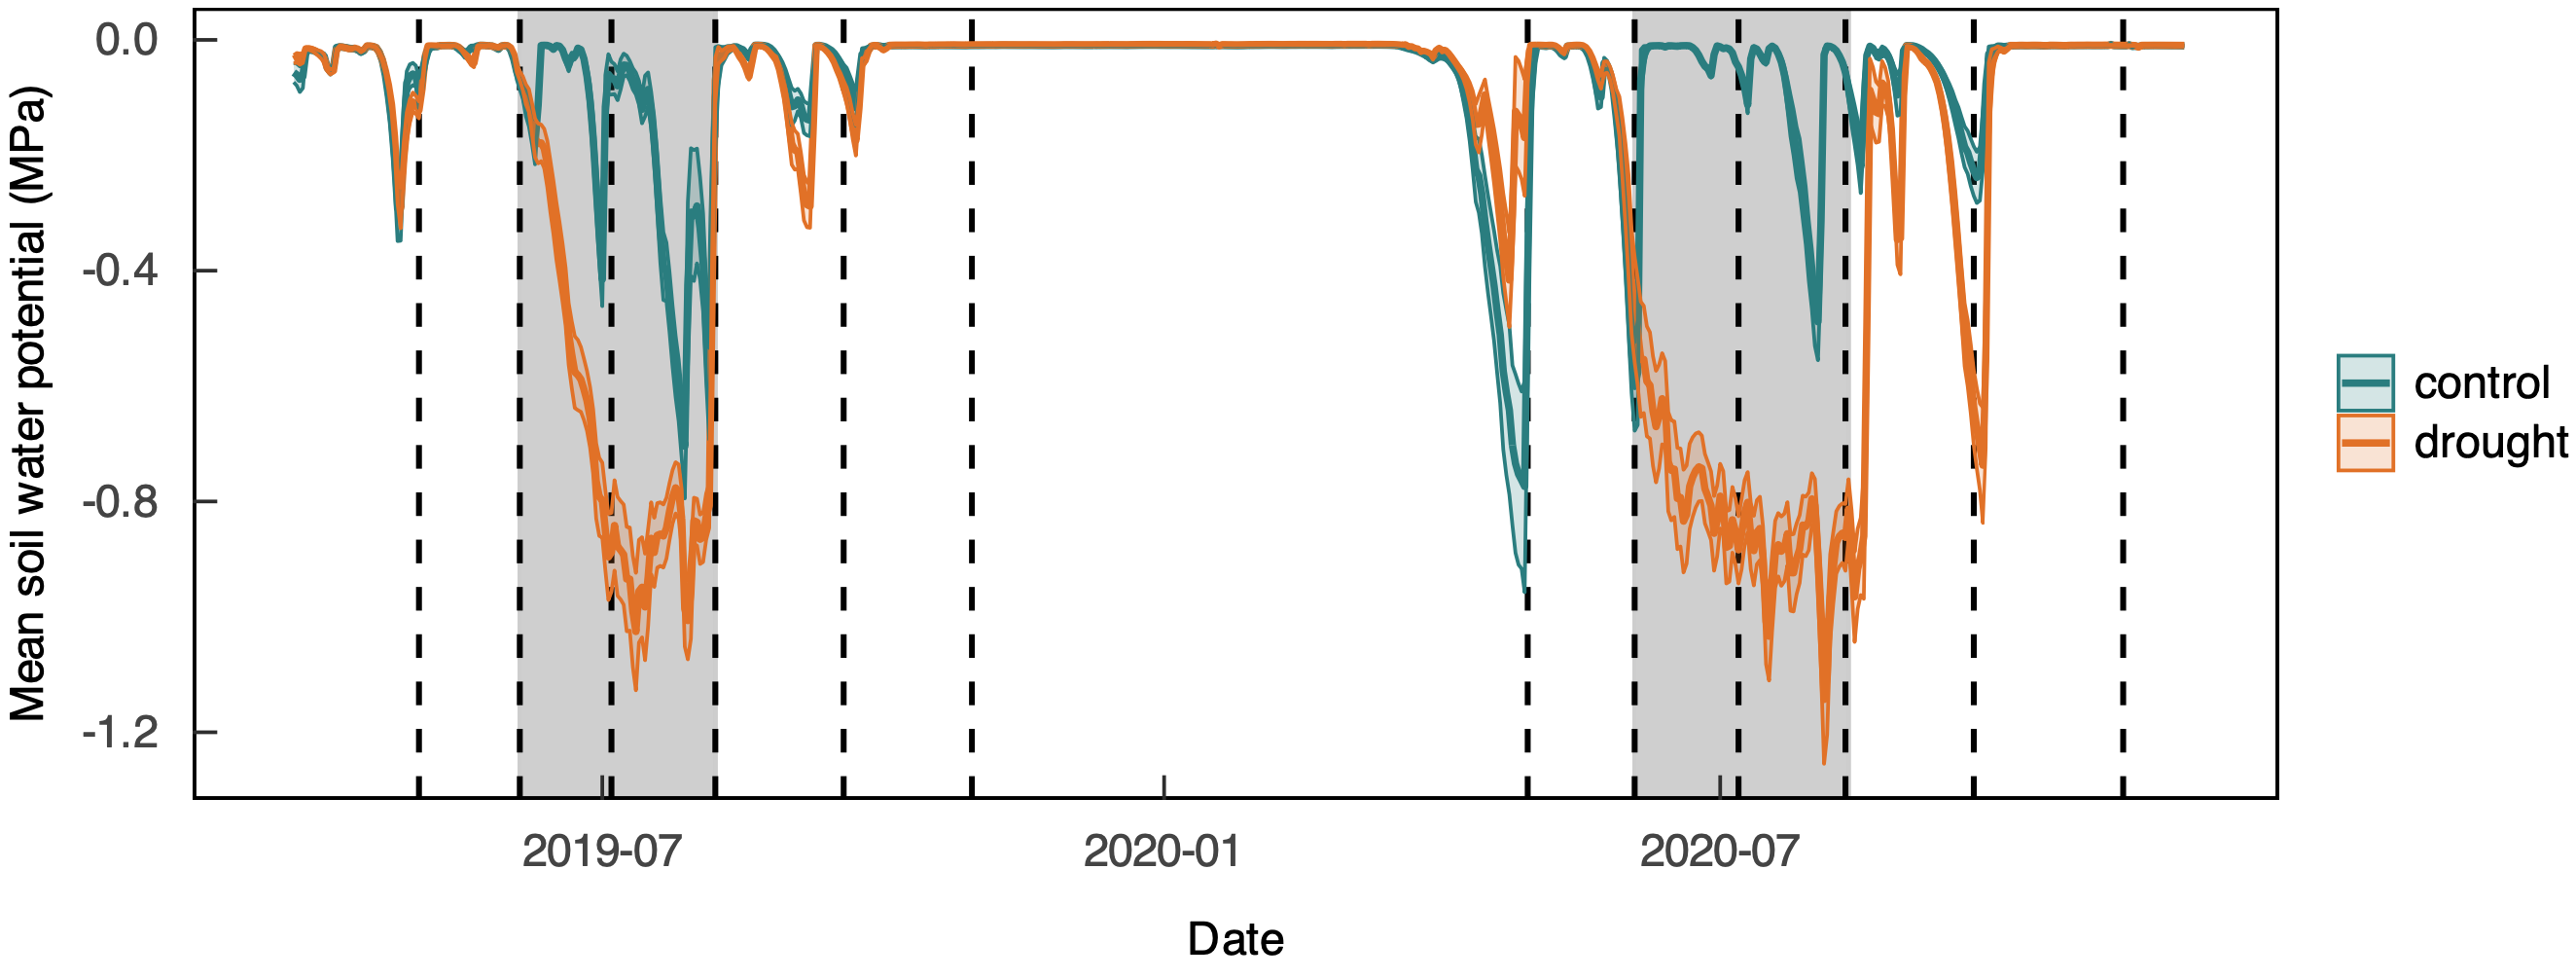 Mean soil water potential (MPa)
0.0
-0.4
-0.8
-1.2
2019-07
2020-01
2020-07
Date
control
drought